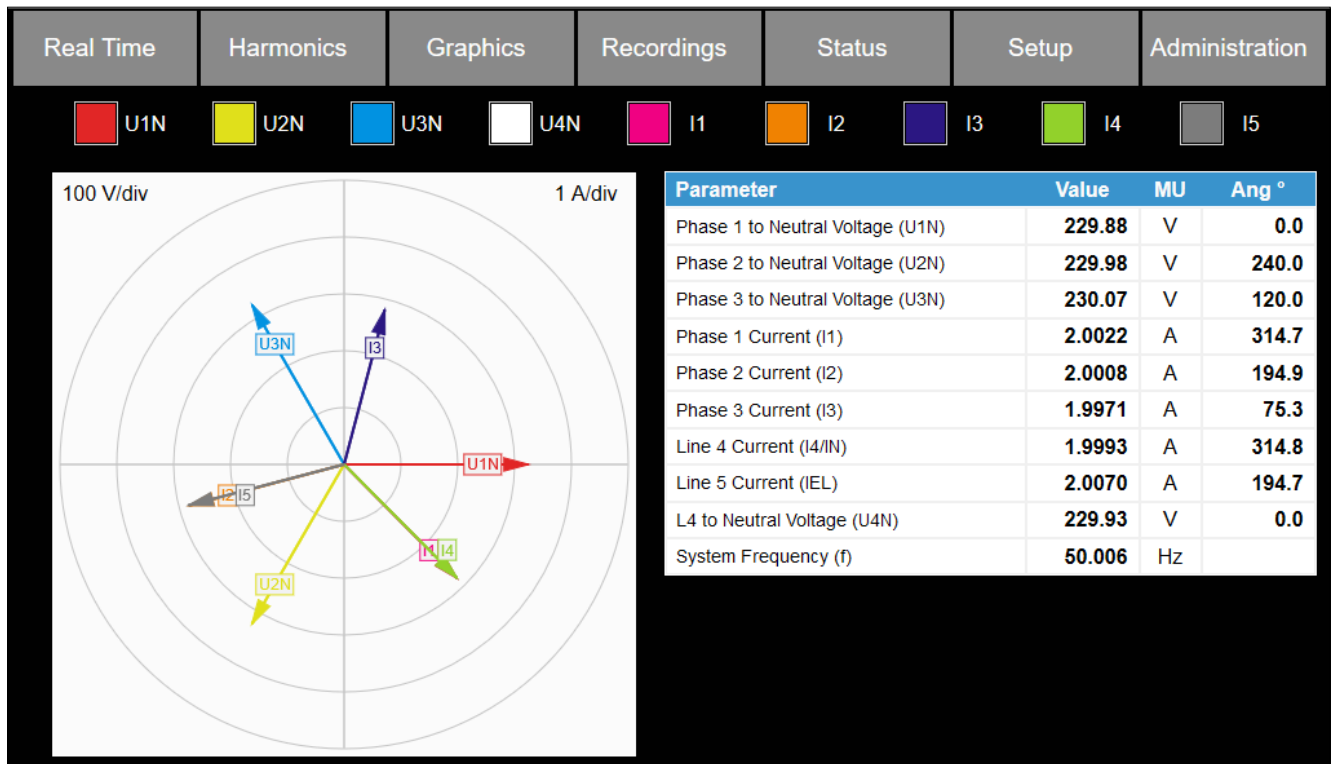 Real Time Harmonics Graphics Recordings Status Setup Administration
U1N U2N U3N U4N I1 I2 I3 I4 I5
100 V/div 1 A/div
U3N
I3
U1N
I2 I5
I1 I4
U2N
Parameter Value MU Ang °
Phase 1 to Neutral Voltage (U1N) 229.88 V 0.0
Phase 2 to Neutral Voltage (U2N) 229.98 V 240.0
Phase 3 to Neutral Voltage (U3N) 230.07 V 120.0
Phase 1 Current (I1) 2.0022 A 314.7
Phase 2 Current (I2) 2.0008 A 194.9
Phase 3 Current (I3) 1.9971 A 75.3
Line 4 Current (I4/IN) 1.9993 A 314.8
Line 5 Current (IEL) 2.0070 A 194.7
L4 to Neutral Voltage (U4N) 229.93 V 0.0
System Frequency (f) 50.006 Hz